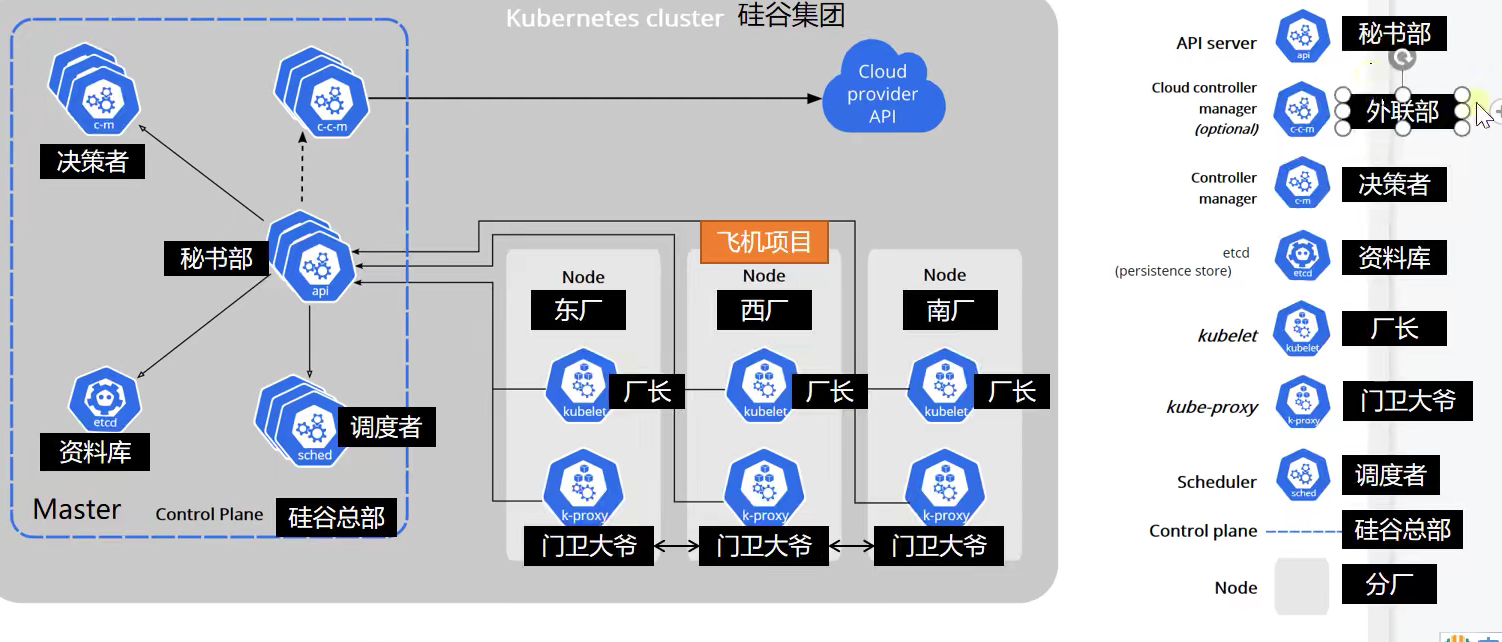 Kubernetes cluster 硅谷集团
c-m
决策者
c-c-m
Cloud
provider
API
秘书部
api
飞机项目
Node
东厂
Node
西厂
Node
南厂
kubelet
厂长
kubelet
厂长
kubelet
厂长
etcd
资料库
sched
调度者
k-proxy
门卫大爷
k-proxy
门卫大爷
k-proxy
门卫大爷
Master
Control Plane
硅谷总部
API server
api
秘书部
Cloud controller
manager
(optional)
c-c-m
外联部
Controller
manager
c-m
决策者
etcd
(persistence store)
etcd
资料库
kubelet
kubelet
厂长
kube-proxy
k-proxy
门卫大爷
Scheduler
sched
调度者
Control plane
硅谷总部
Node
分厂